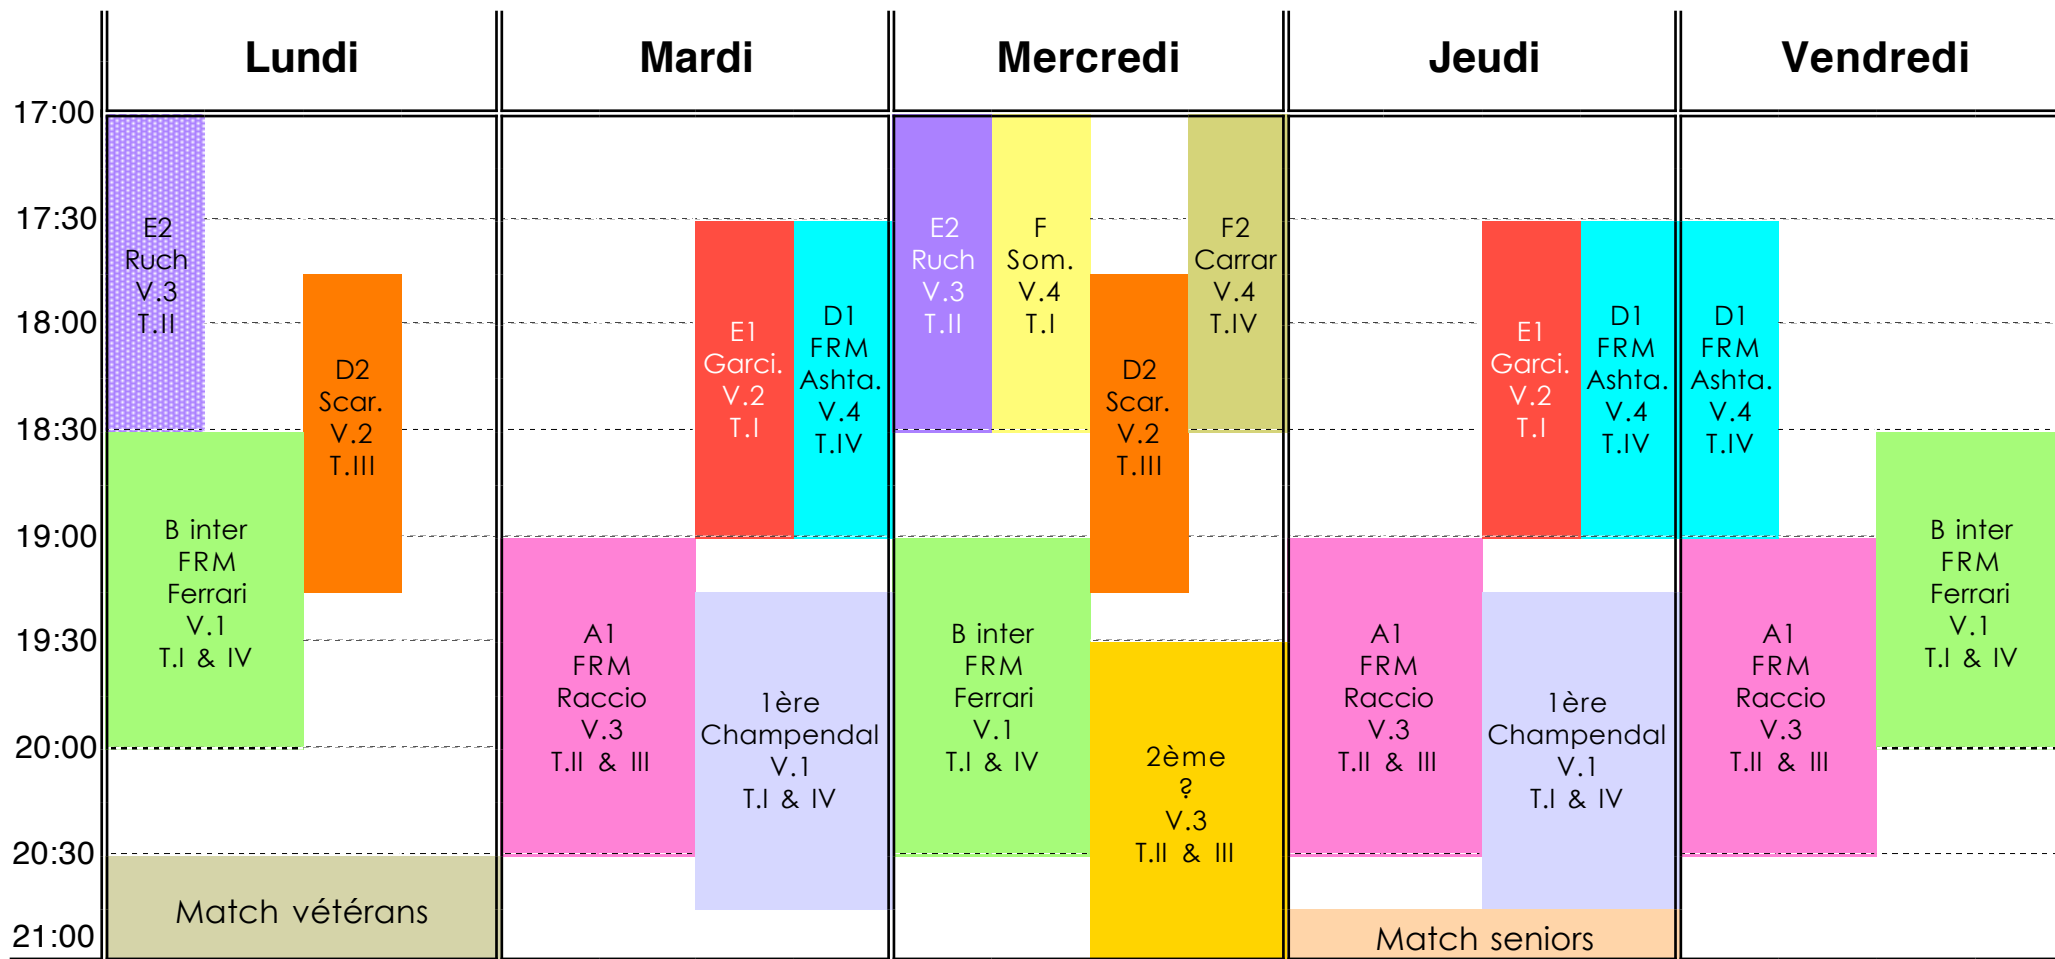 Lundi
Mardi
Mercredi
Jeudi
Vendredi
17:00
17:30
18:00
18:30
19:00
19:30
20:00
20:30
21:00
E2
Ruch
V.3
T.II
D2
Scar.
V.2
T.III
B inter
FRM
Ferrari
V.1
T.I & IV
Match vétérans
E1
Garci.
V.2
T.I
D1
FRM
Ashta.
V.4
T.IV
A1
FRM
Raccio
V.3
T.II & III
1ère
Champendal
V.1
T.I & IV
E2
Ruch
V.3
T.II
F
Som.
V.4
T.I
F2
Carrar
V.4
T.IV
D2
Scar.
V.2
T.III
B inter
FRM
Ferrari
V.1
T.I & IV
2ème
?
V.3
T.II & III
E1
Garci.
V.2
T.I
D1
FRM
Ashta.
V.4
T.IV
A1
FRM
Raccio
V.3
T.II & III
1ère
Champendal
V.1
T.I & IV
Match seniors
D1
FRM
Ashta.
V.4
T.IV
B inter
FRM
Ferrari
V.1
T.I & IV
A1
FRM
Raccio
V.3
T.II & III